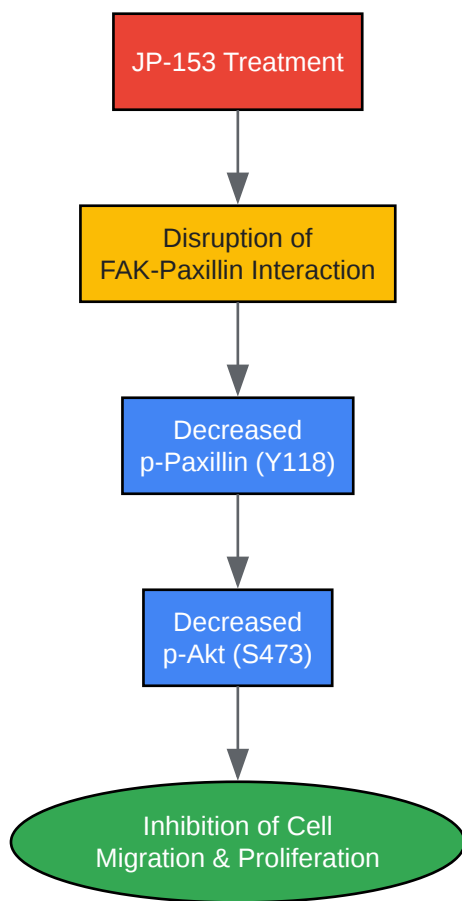 JP-153 Treatment
Disruption of
FAK-Paxillin Interaction
Decreased
p-Paxillin (Y118)
Decreased
p-Akt (S473)
Inhibition of Cell
Migration & Proliferation